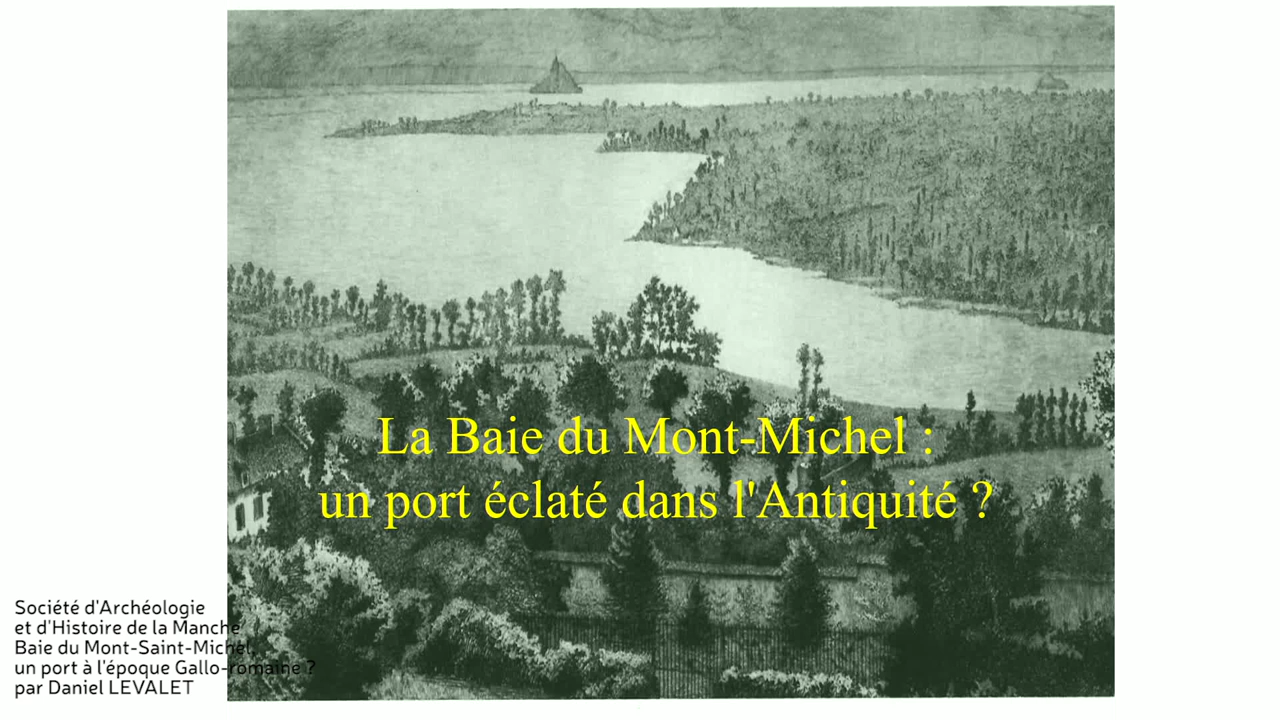 La Baie du Mont-Michel :
un port éclaté dans l'Antiquité ?
Société d'Archéologie
et d'Histoire de la Manche
Baie du Mont-Saint-Michel,
un port à l'époque Gallo-romaine ?
par Daniel LEVALET